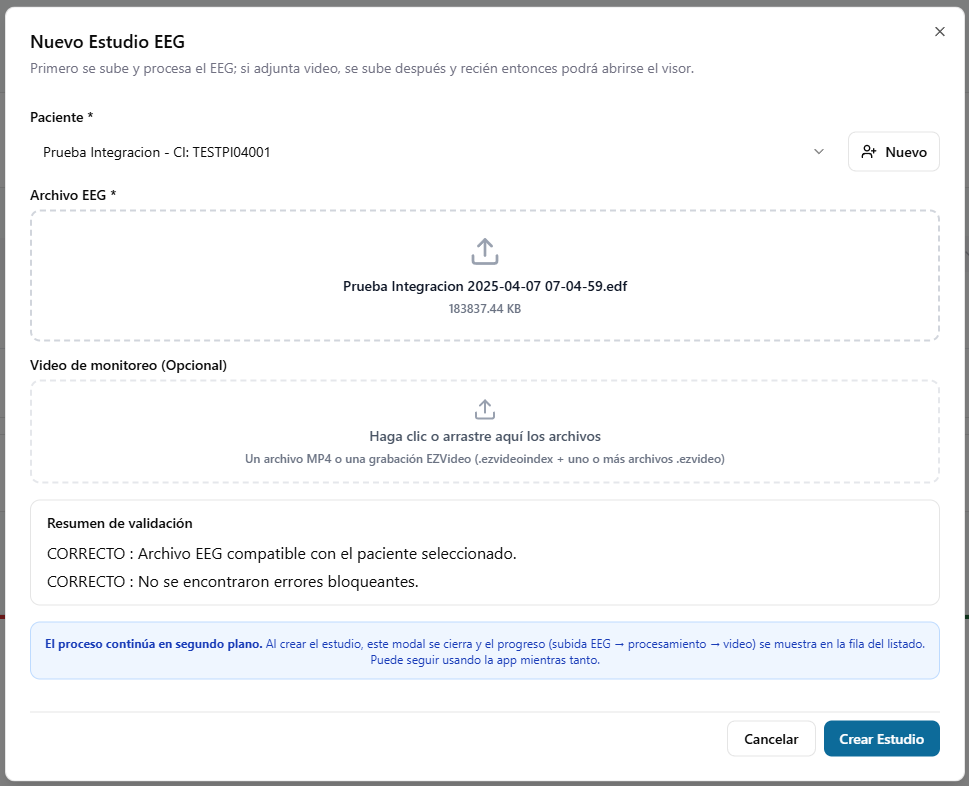 Nuevo Estudio EEG
Primero se sube y procesa el EEG; si adjunta video, se sube después y recién entonces podrá abrirse el visor.
Paciente *
Prueba Integracion - CI: TESTPI04001
Nuevo
Archivo EEG *
Prueba Integracion 2025-04-07 07-04-59.edf
183837.44 KB
Video de monitoreo (Opcional)
Haga clic o arrastre aquí los archivos
Un archivo MP4 o una grabación EZVideo (.ezvideoindex + uno o más archivos .ezvideo)
Resumen de validación
CORRECTO : Archivo EEG compatible con el paciente seleccionado.
CORRECTO : No se encontraron errores bloqueantes.
El proceso continúa en segundo plano. Al crear el estudio, este modal se cierra y el progreso (subida EEG → procesamiento → video) se muestra en la fila del listado.
Puede seguir usando la app mientras tanto.
Cancelar
Crear Estudio